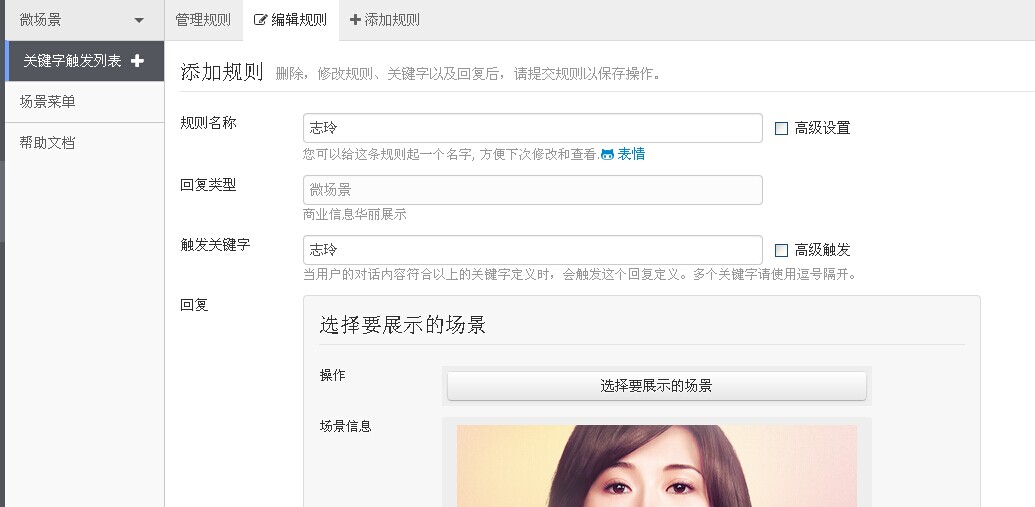 微场景
管理规则 编辑规则 添加规则
关键字触发列表
场景菜单
帮助文档
添加规则 删除，修改规则、关键字以及回复后，请提交规则以保存操作。
规则名称 志玲 高级设置
您可以给这条规则起一个名字, 方便下次修改和查看. 表情
回复类型 微场景
商业信息华丽展示
触发关键字 志玲 高级触发
当用户的对话内容符合以上的关键字定义时，会触发这个回复定义。多个关键字请使用逗号隔开。
回复
选择要展示的场景
操作 选择要展示的场景
场景信息